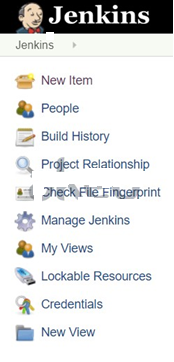 Jenkins
Jenkins
New Item
People
Build History
Project Relationship
Check File Fingerprint
Manage Jenkins
My Views
Lockable Resources
Credentials
New View